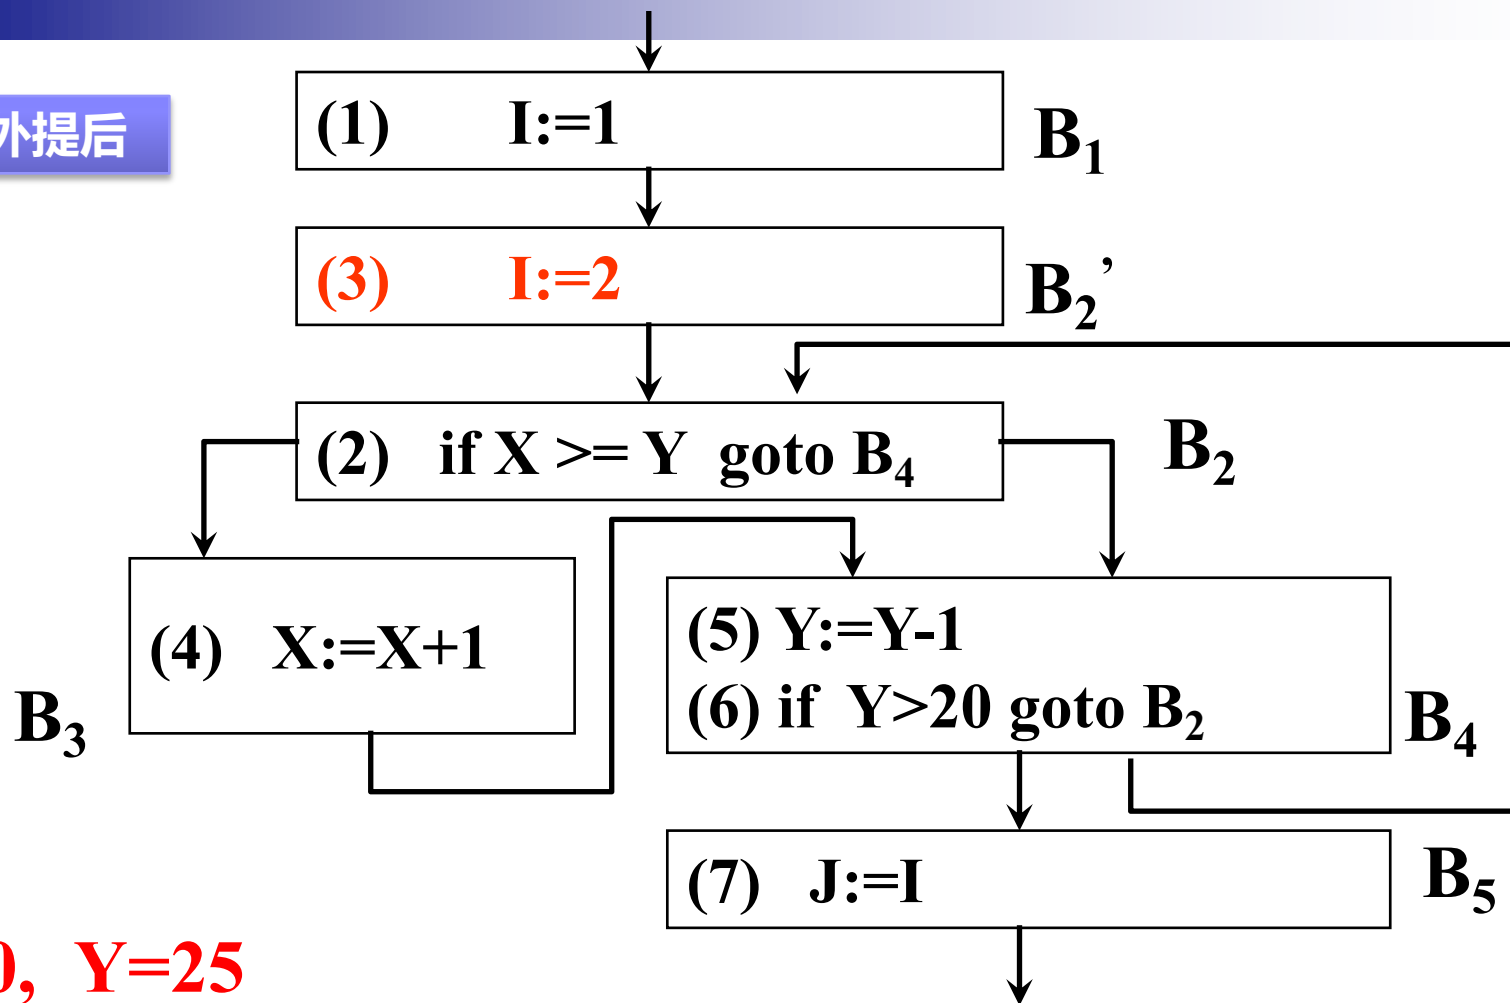 外提后
(1) I:=1
B₁
(3) I:=2
B₂’
(2) if X >= Y goto B₄
B₂
(4) X:=X+1
B₃
(5) Y:=Y-1
(6) if Y>20 goto B₂
B₄
(7) J:=I
B₅
, Y=25